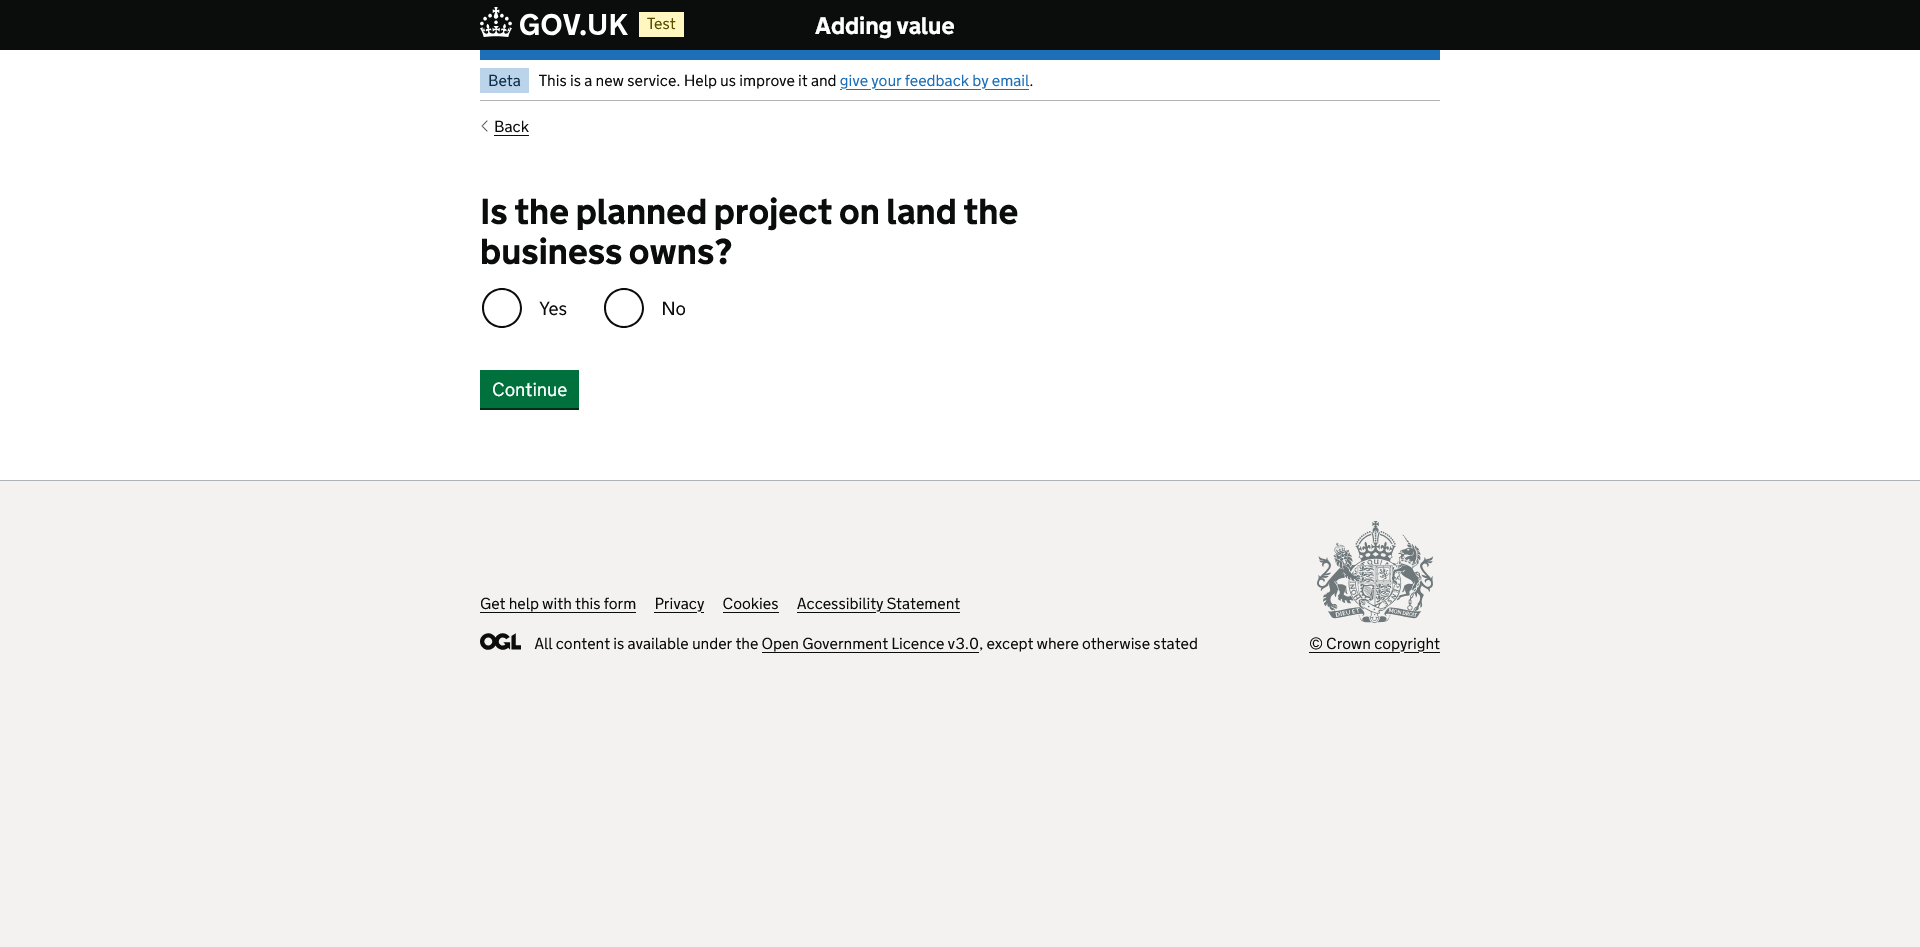 GOV.UK Test Adding value
Beta This is a new service. Help us improve it and give your feedback by email.
Back
Is the planned project on land the
business owns?
Yes No
Continue
Get help with this form Privacy Cookies Accessibility Statement
OGL All content is available under the Open Government Licence v3.0, except where otherwise stated
© Crown copyright